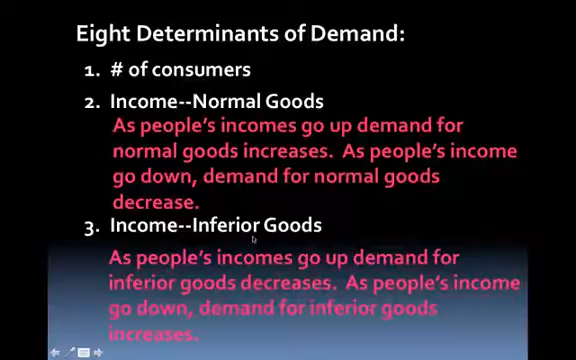 Eight Determinants of Demand:
1. # of consumers
2. Income--Normal Goods
As people's incomes go up demand for
normal goods increases. As people's income
go down, demand for normal goods
decrease.
3. Income--Inferior Goods
As people's incomes go up demand for
inferior goods decreases. As people's income
go down, demand for inferior goods
increases.